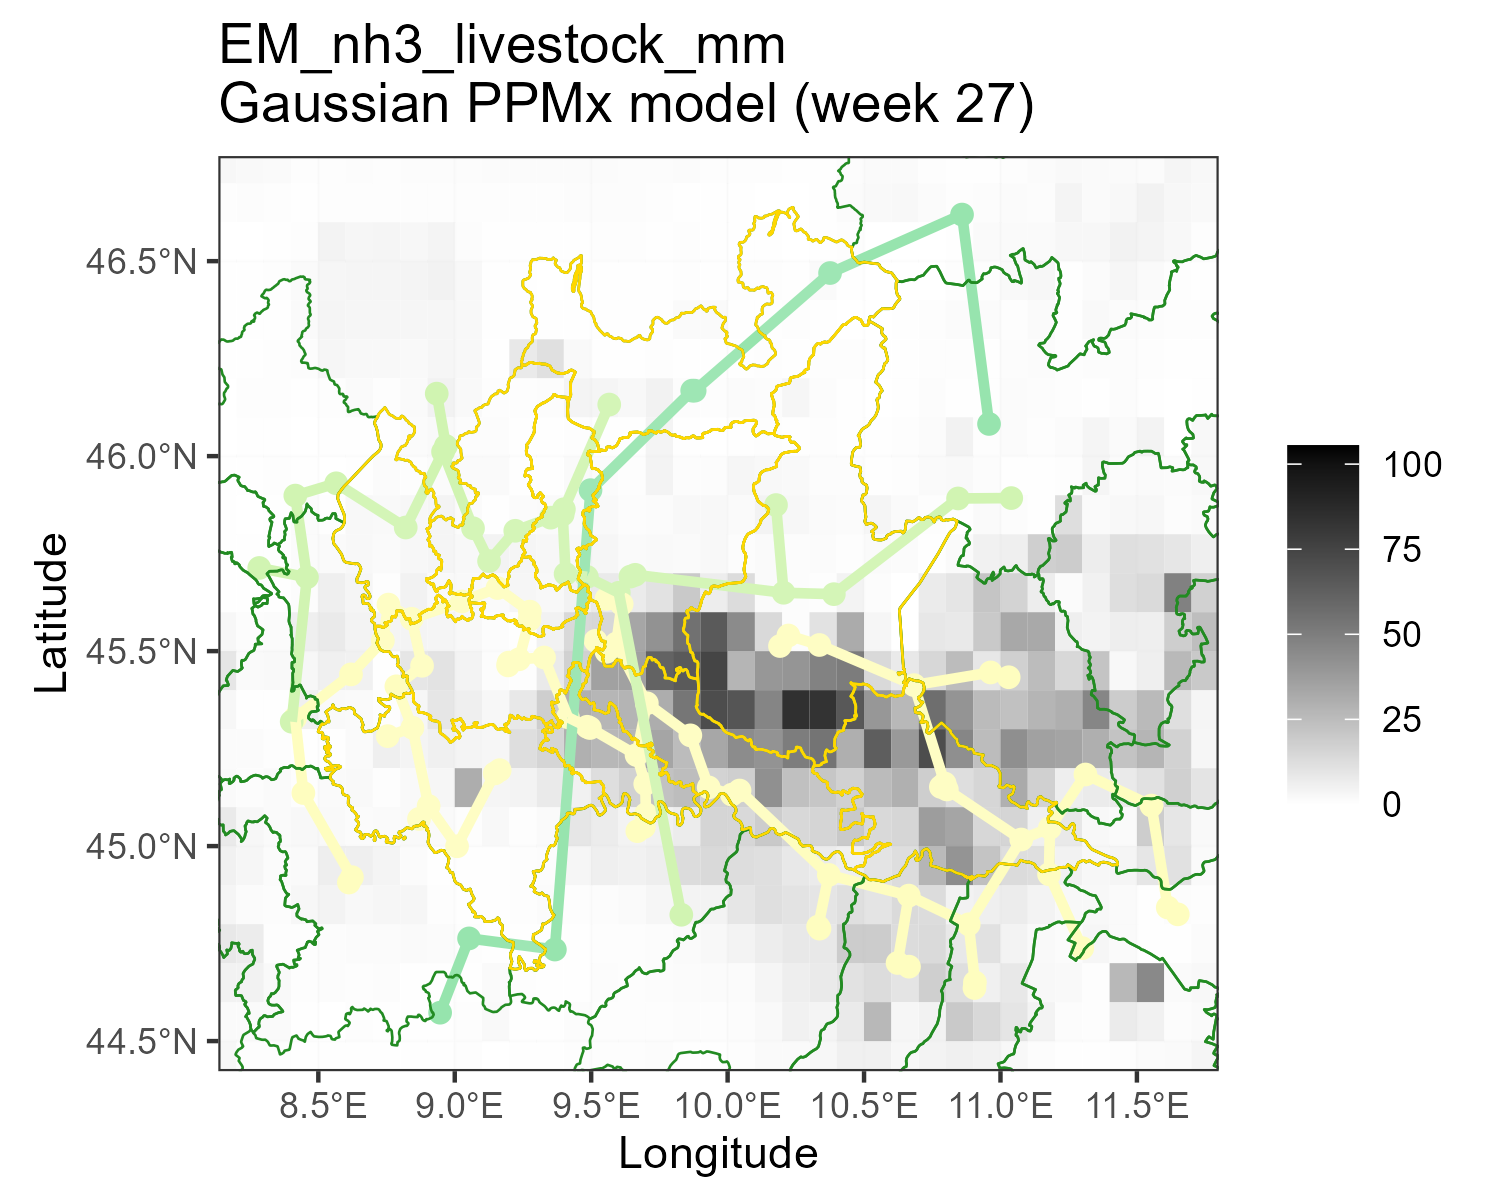 EM_nh3_livestock_mm
Gaussian PPMx model (week 27)
46.5°N
46.0°N
45.5°N
45.0°N
44.5°N
Latitude
8.5°E
9.0°E
9.5°E
10.0°E
10.5°E
11.0°E
11.5°E
Longitude
100
75
50
25
0